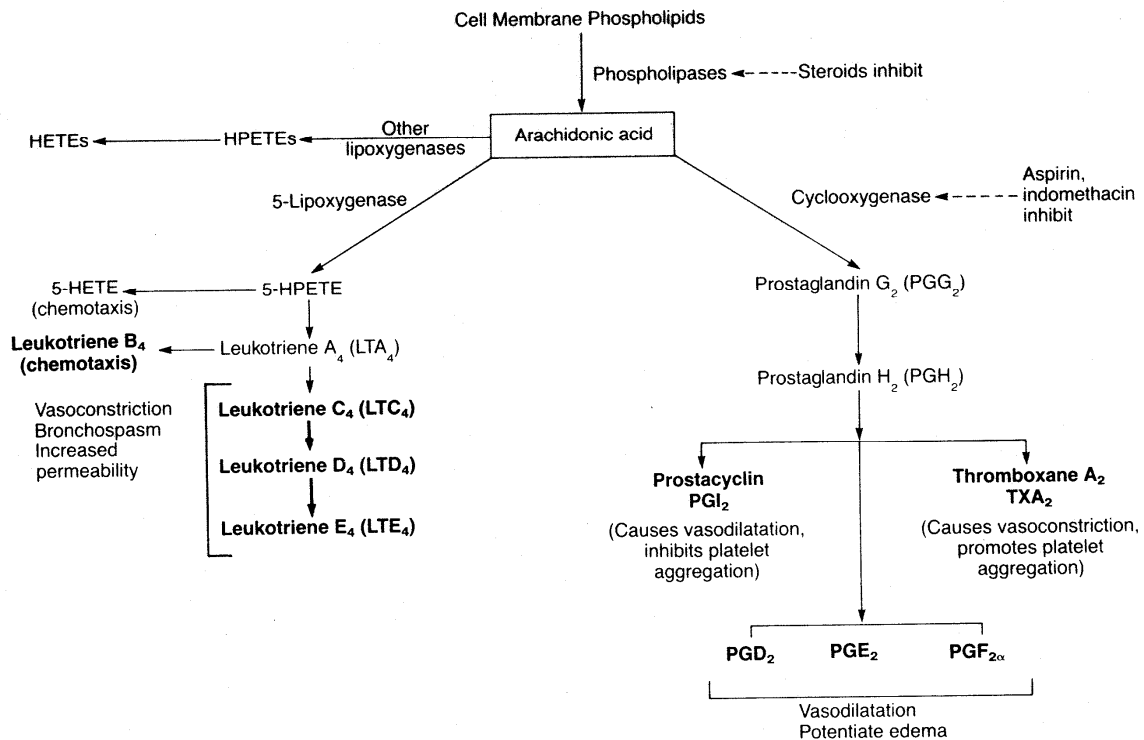 Cell Membrane Phospholipids
Phospholipases
Steroids inhibit
Arachidonic acid
Other
lipoxygenases
HPETEs
HETEs
5-Lipoxygenase
Cyclooxygenase
Aspirin,
indomethacin
inhibit
5-HETE
(chemotaxis)
5-HPETE
Prostaglandin G₂ (PGG₂)
Leukotriene B₄
(chemotaxis)
Leukotriene A₄ (LTA₄)
Prostaglandin H₂ (PGH₂)
Vasoconstriction
Bronchospasm
Increased
permeability
Leukotriene C₄ (LTC₄)
Leukotriene D₄ (LTD₄)
Leukotriene E₄ (LTE₄)
Prostacyclin
PGI₂
(Causes vasodilatation,
inhibits platelet
aggregation)
Thromboxane A₂
TXA₂
(Causes vasoconstriction,
promotes platelet
aggregation)
PGD₂
PGE₂
PGF₂α
Vasodilatation
Potentiate edema